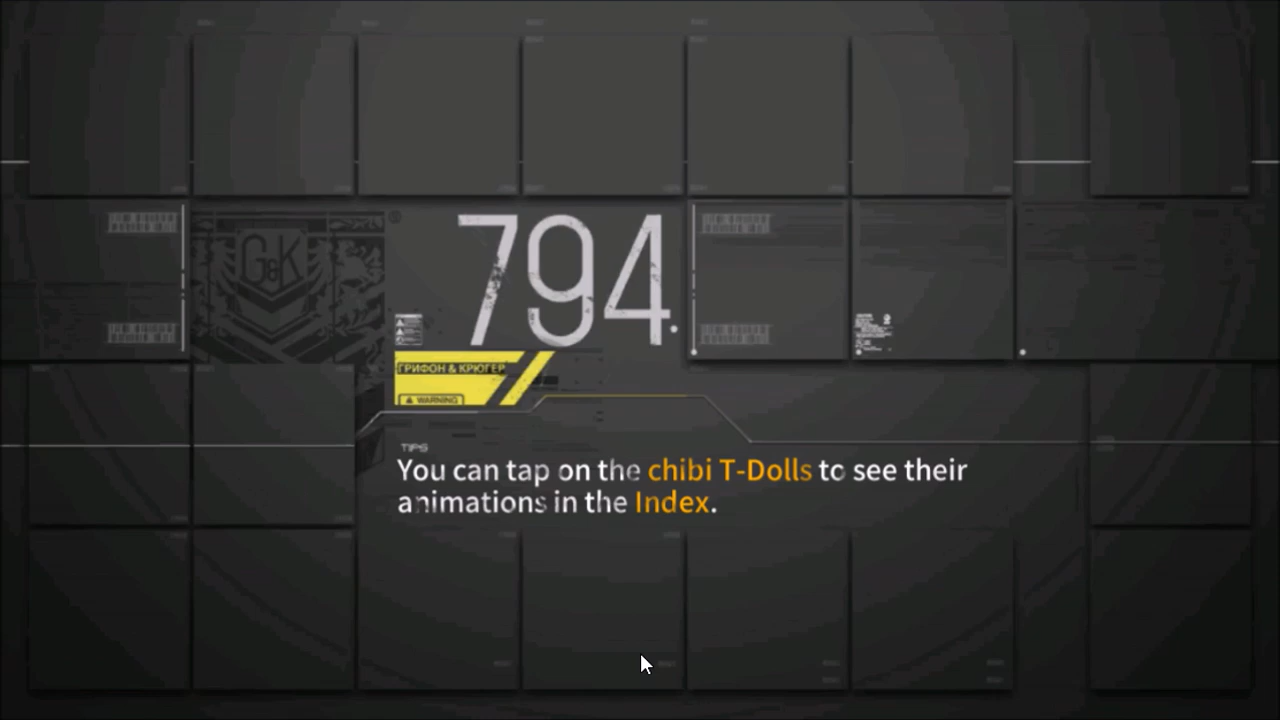 G&K
794.
ГРИФОН & КРЮГЕР
WARNING
TIPS
You can tap on the chibi T-Dolls to see their
animations in the Index.